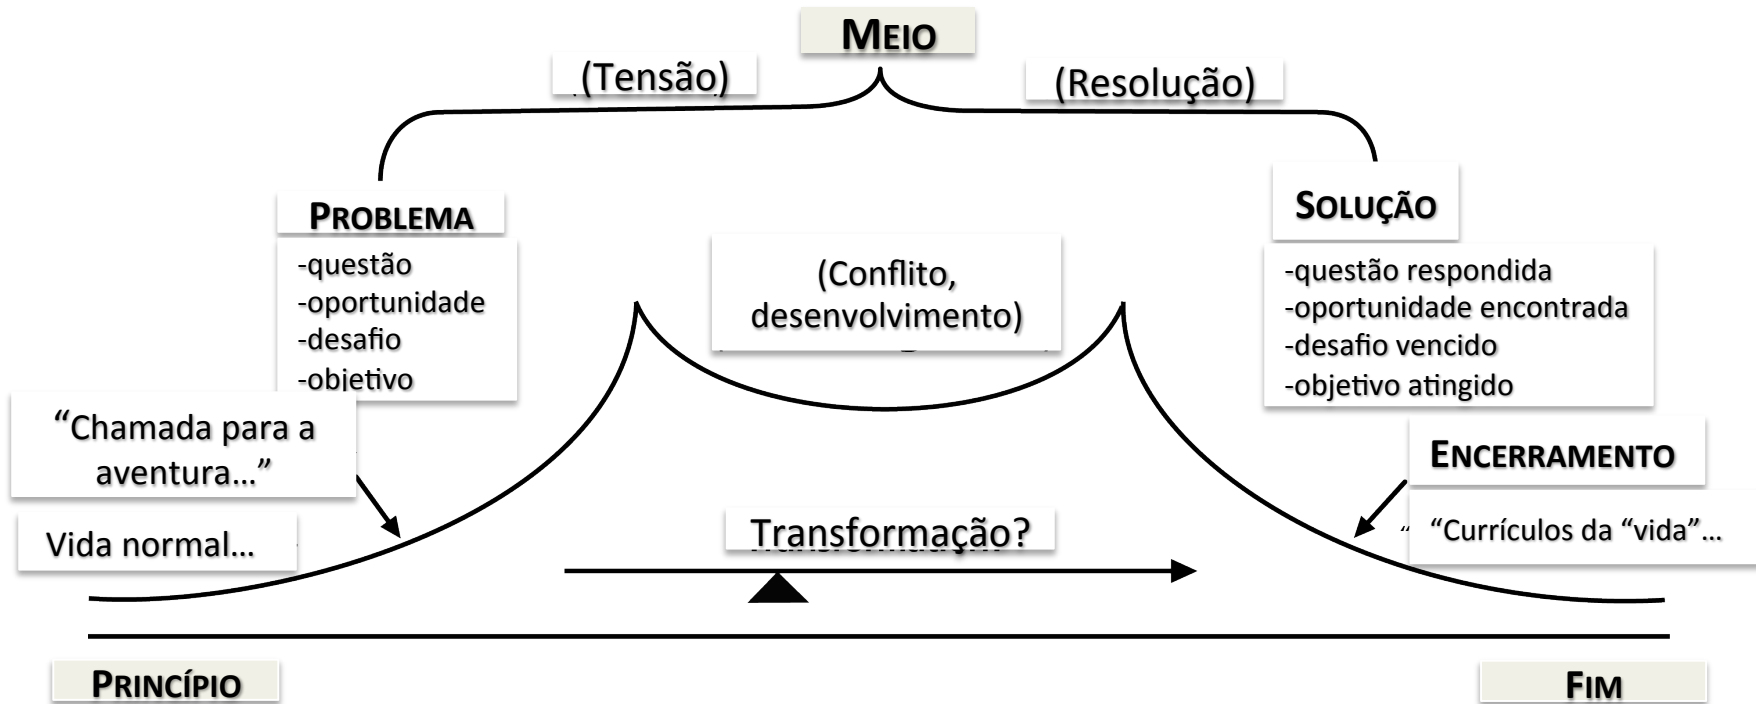 MEIO
(Tensão)
(Resolução)
PROBLEMA
-questão
-oportunidade
-desafio
-objetivo
SOLUÇÃO
-questão respondida
-oportunidade encontrada
-desafio vencido
-objetivo atingido
(Conflito,
desenvolvimento)
“Chamada para a
aventura...”
Vida normal...
Transformação?
ENCERRAMENTO
“Currículos da “vida”...
PRINCÍPIO
FIM